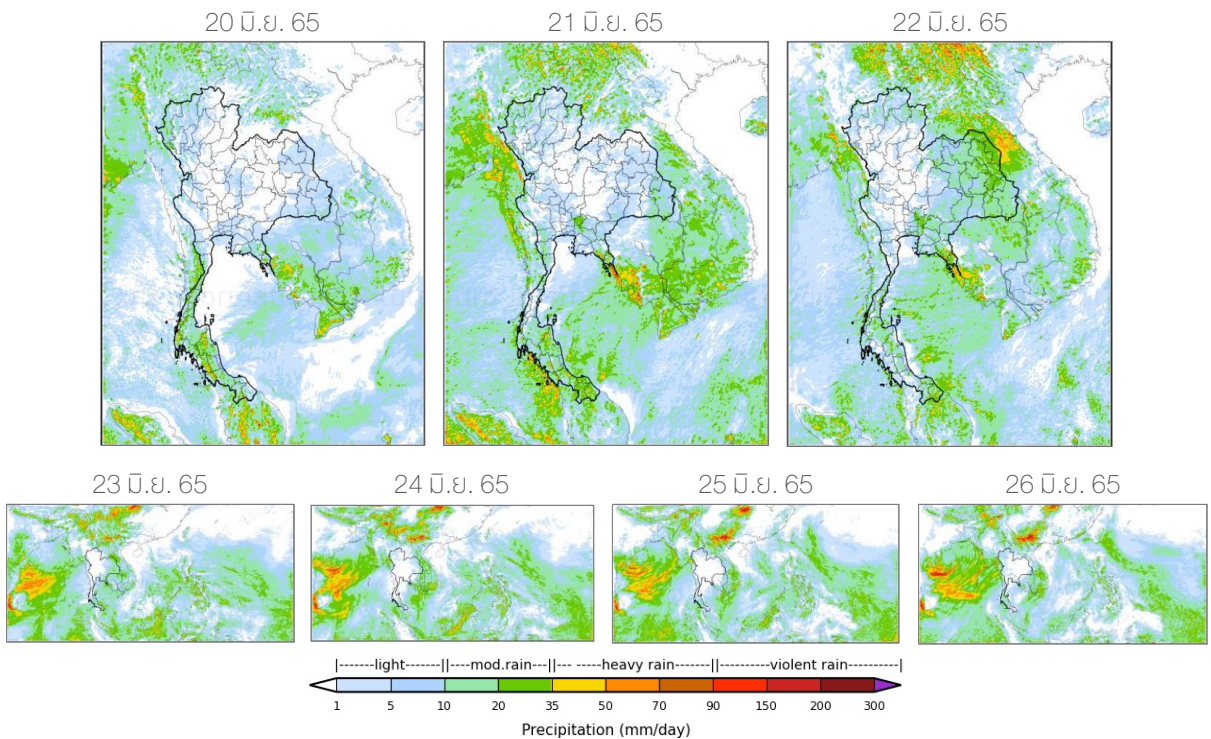 20 มิ.ย. 65 21 มิ.ย. 65 22 มิ.ย. 65
23 มิ.ย. 65 24 มิ.ย. 65 25 มิ.ย. 65 26 มิ.ย. 65
|-------light-------||----mod.rain---||--- -----heavy rain-------||----------violent rain----------|
1 5 10 20 35 50 70 90 150 200 300
Precipitation (mm/day)